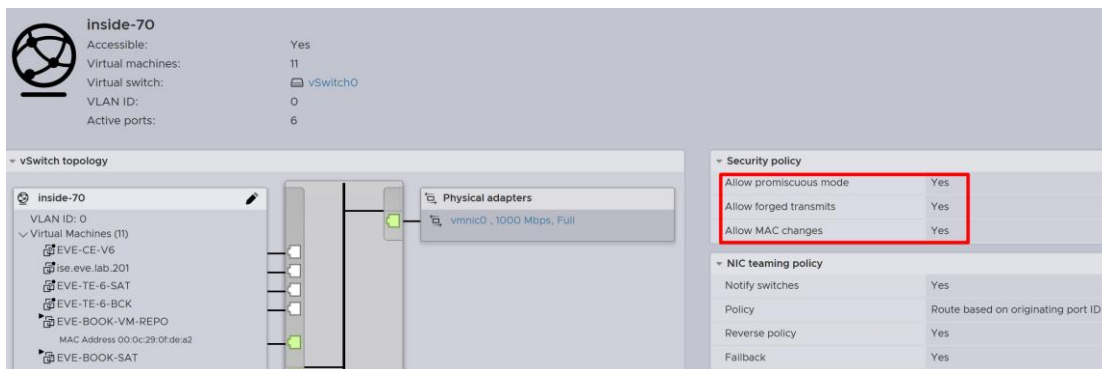 inside-70
Accessible: Yes
Virtual machines: 11
Virtual switch: vSwitch0
VLAN ID: 0
Active ports: 6
vSwitch topology
inside-70
VLAN ID: 0
Virtual Machines (11)
EVE-CE-V6
ise.eve.lab.201
EVE-TE-6-SAT
EVE-TE-6-BCK
EVE-BOOK-VM-REPO
MAC Address 00:0c:29:0f:de:a2
EVE-BOOK-SAT
Physical adapters
vmnic0 , 1000 Mbps, Full
Security policy
Allow promiscuous mode Yes
Allow forged transmits Yes
Allow MAC changes Yes
NIC teaming policy
Notify switches Yes
Policy Route based on originating port ID
Reverse policy Yes
Failback Yes